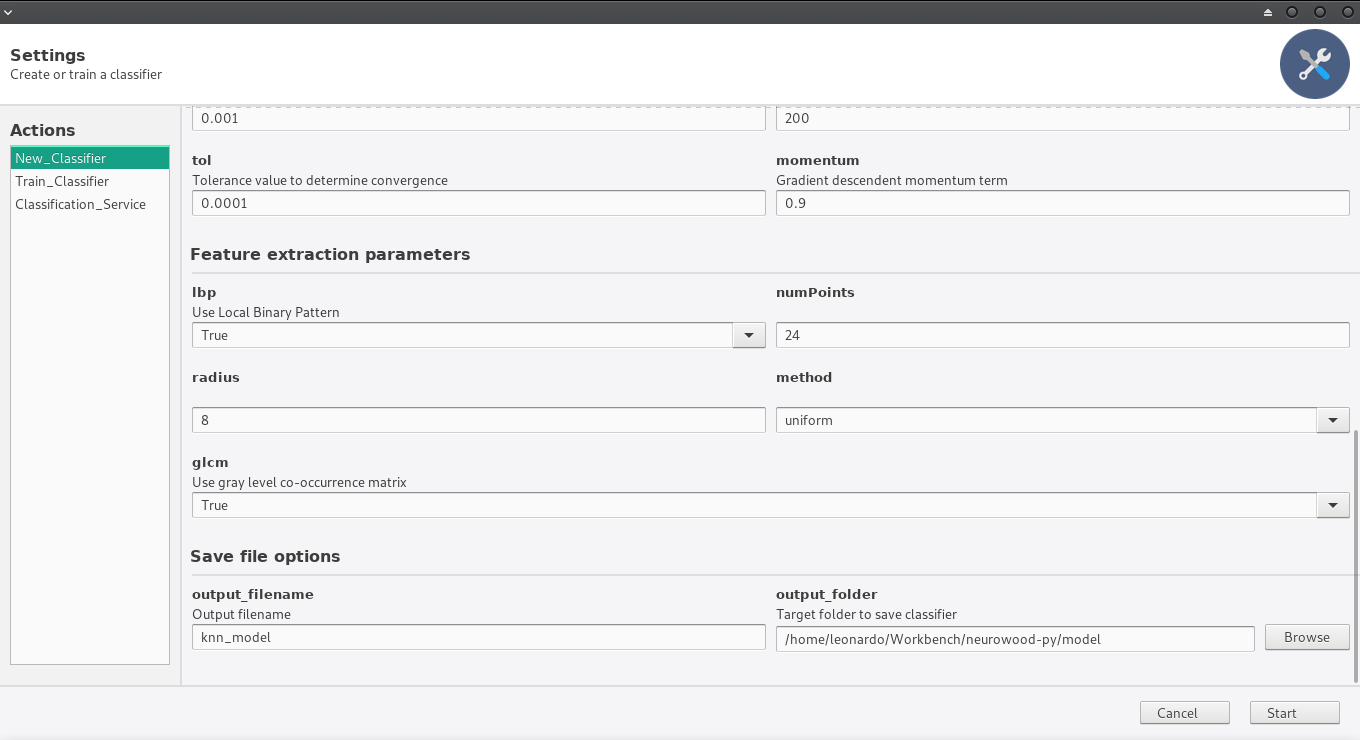 Settings
Create or train a classifier
Actions
New_Classifier
Train_Classifier
Classification_Service
0.001
200
tol
momentum
Tolerance value to determine convergence
Gradient descendent momentum term
0.0001
0.9
Feature extraction parameters
lbp
numPoints
Use Local Binary Pattern
True
24
radius
method
8
uniform
glcm
Use gray level co-occurrence matrix
True
Save file options
output_filename
output_folder
Output filename
Target folder to save classifier
knn_model
/home/leonardo/Workbench/neurowood-py/model
Browse
Cancel
Start